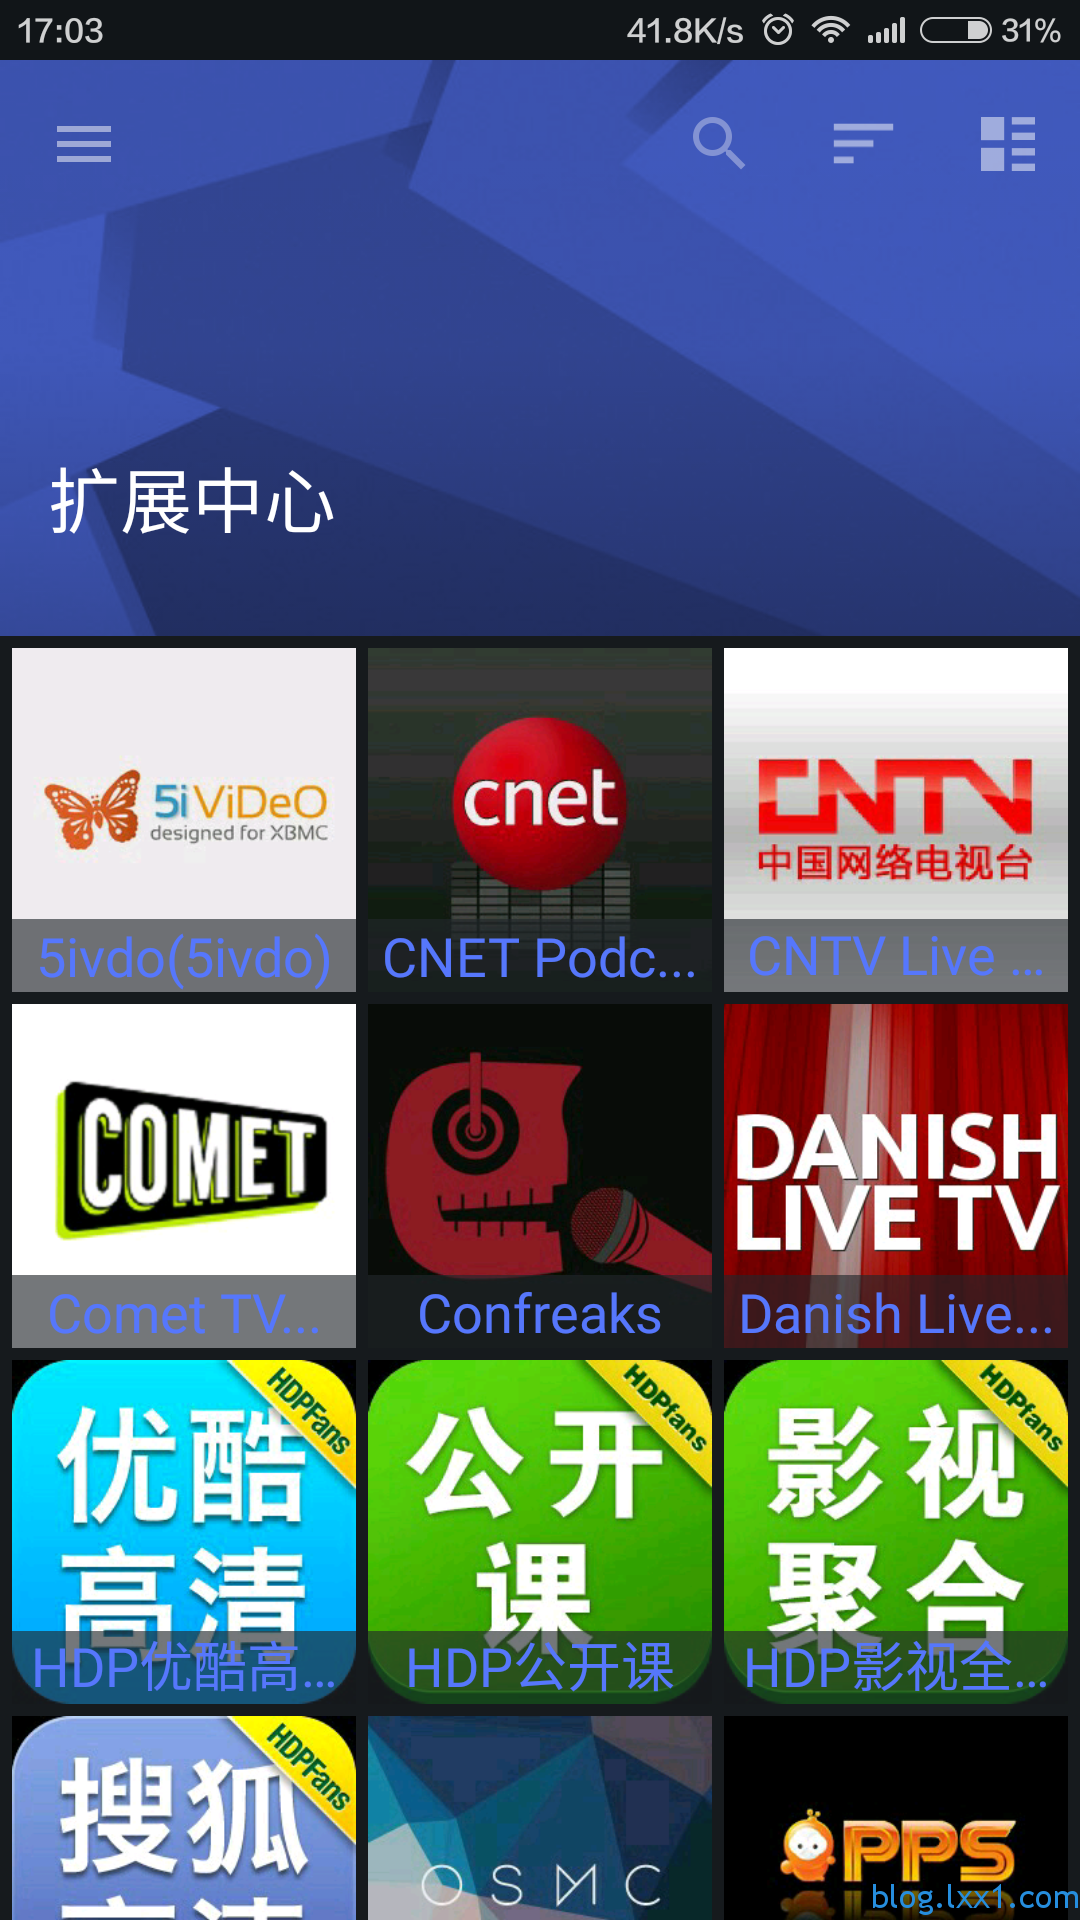 17:03
41.8K/s
31%
扩展中心
5iViDeO
designed for XBMC
cnet
CNTV
中国网络电视台
5ivdo(5ivdo)
CNET Podc...
CNTV Live ...
COMET
DANISH
LIVE TV
Comet TV...
Confreaks
Danish Live...
HDPFans
优酷
高清
HDPfans
公开
课
HDPfans
影视
聚合
HDP优酷高...
HDP公开课
HDP影视全...
HDPFans
搜狐
高清
OSMC
PPS
blog.lxx1.com